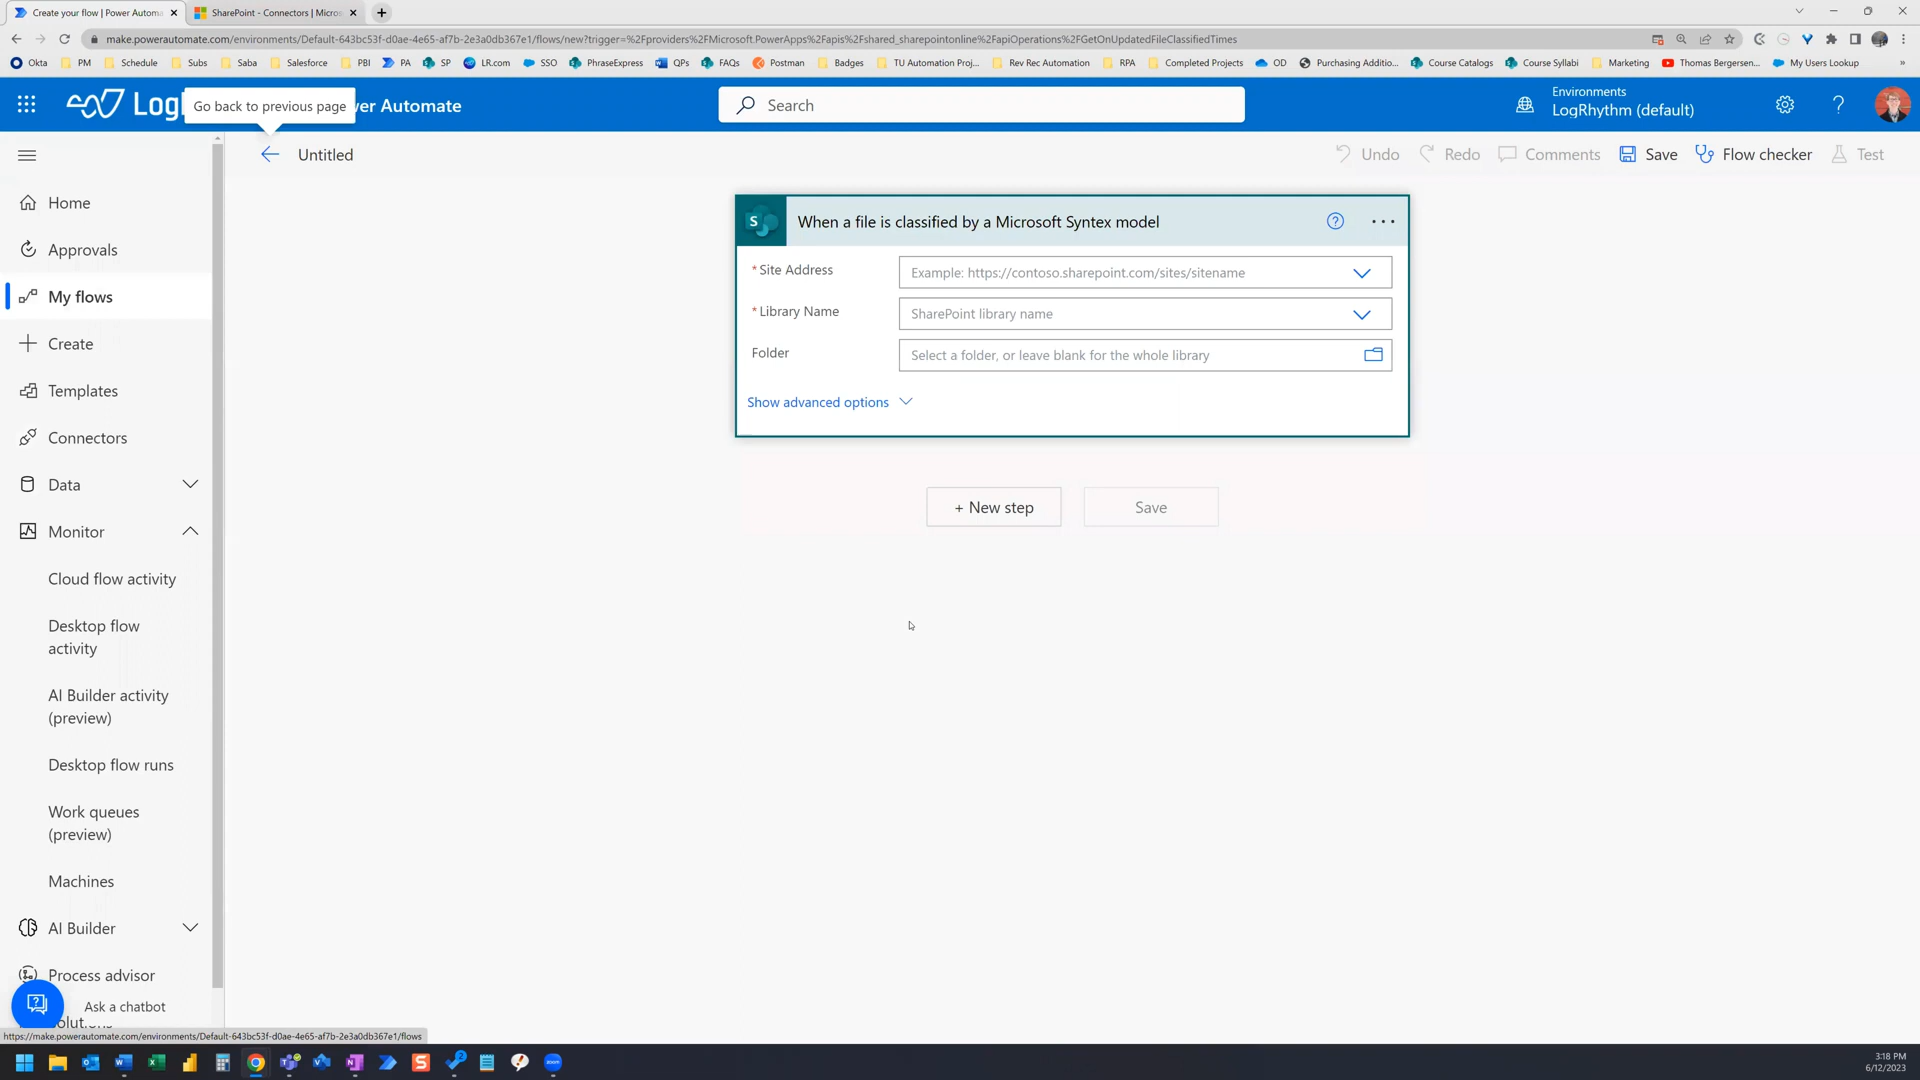 Create your flow | Power Automa
SharePoint - Connectors | Micros
make.powerautomate.com/environments/Default-643bc53f-d0ae-4e65-af7b-2e3a0db367e1/flows/new?trigger=%2Fproviders%2FMicrosoft.PowerApps%2Fapis%2Fshared_sharepointonline%2FapiOperations%2FGetOnUpdatedFileClassifiedTimes
Okta PM Schedule Subs Saba Salesforce PBI PA SP LR.com SSO PhraseExpress QPs FAQs Postman Badges TU Automation Proj... Rev Rec Automation RPA Completed Projects OD Purchasing Additio... Course Catalogs Course Syllabi Marketing Thomas Bergersen... My Users Lookup »
Log
Go back to previous page
wer Automate
Search
Environments
LogRhythm (default)
Untitled
Undo Redo Comments Save Flow checker Test
Home
Approvals
My flows
Create
Templates
Connectors
Data
Monitor
Cloud flow activity
Desktop flow
activity
AI Builder activity
(preview)
Desktop flow runs
Work queues
(preview)
Machines
AI Builder
Process advisor
Ask a chatbot
S When a file is classified by a Microsoft Syntex model
* Site Address Example: https://contoso.sharepoint.com/sites/sitename
* Library Name SharePoint library name
Folder Select a folder, or leave blank for the whole library
Show advanced options
+ New step Save
https://make.powerautomate.com/environments/Default-643bc53f-d0ae-4e65-af7b-2e3a0db367e1/flows
3:18 PM
6/12/2023